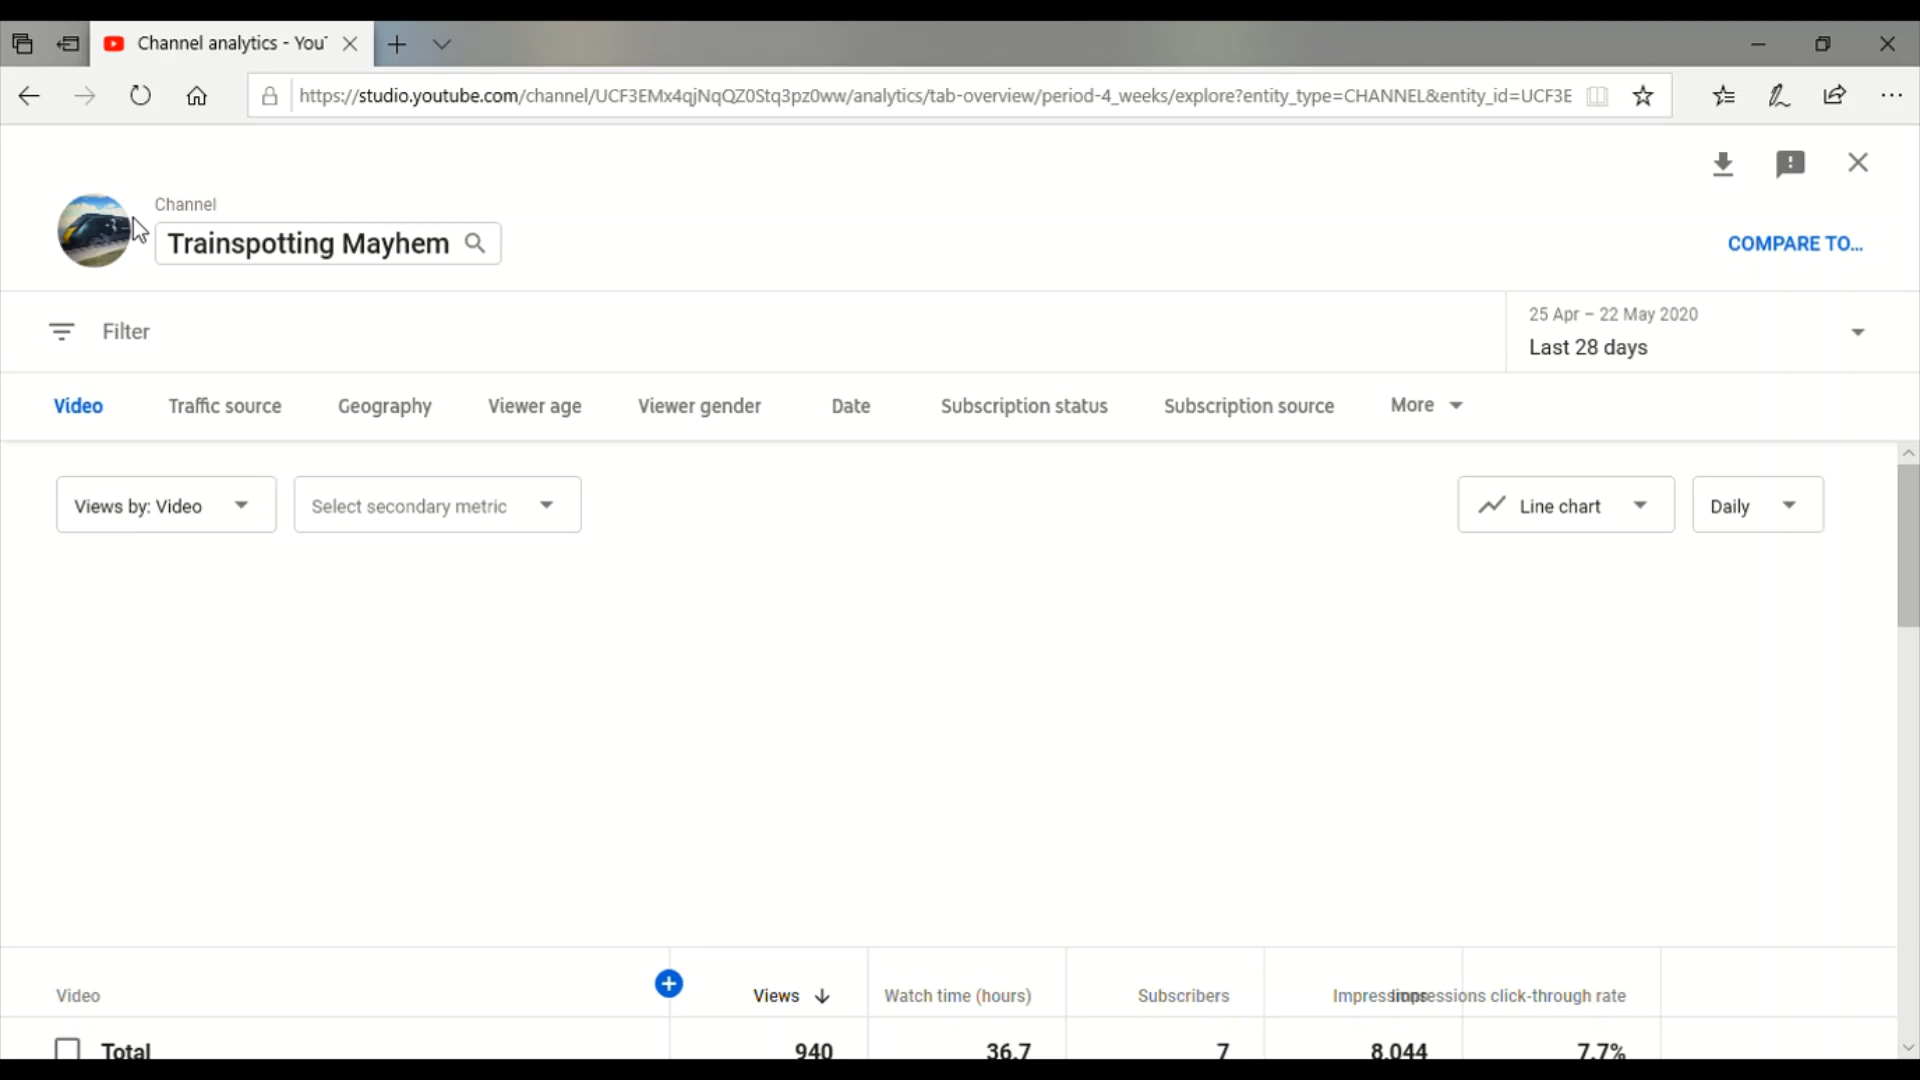 Channel analytics - You
https://studio.youtube.com/channel/UCF3EMx4qjNqQZ0Stq3pz0ww/analytics/tab-overview/period-4_weeks/explore?entity_type=CHANNEL&entity_id=UCF3E
Channel
Trainspotting Mayhem
COMPARE TO...
Filter
25 Apr – 22 May 2020
Last 28 days
Video Traffic source Geography Viewer age Viewer gender Date Subscription status Subscription source More
Views by: Video Select secondary metric Line chart Daily
Video Views Watch time (hours) Subscribers Impressions Impressions click-through rate
Total 940 36.7 7 8,044 7.7%